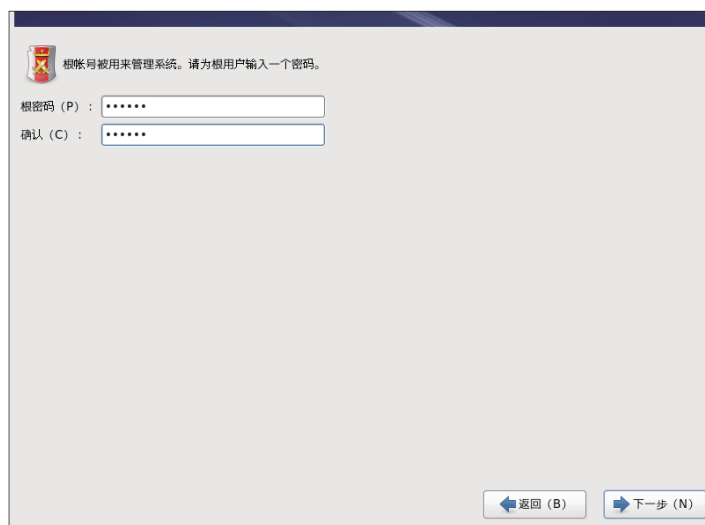 根帐号被用来管理系统。请为根用户输入一个密码。
根密码（P）：••••••
确认（C）：••••••
返回（B） 下一步（N）